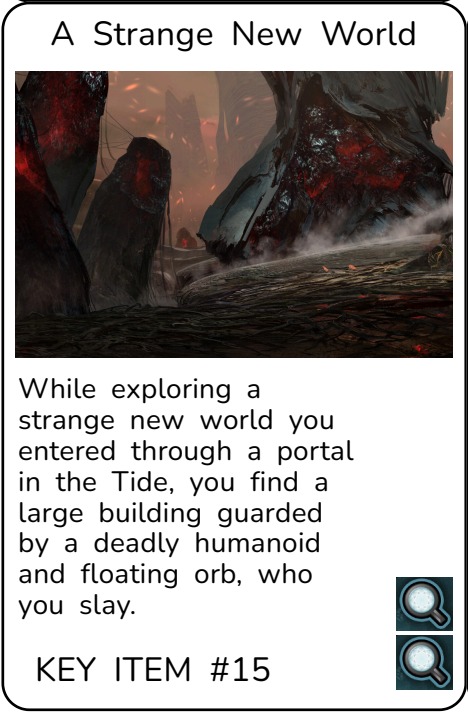 A Strange New World
While exploring a
strange new world you
entered through a portal
in the Tide, you find a
large building guarded
by a deadly humanoid
and floating orb, who
you slay.
KEY ITEM #15